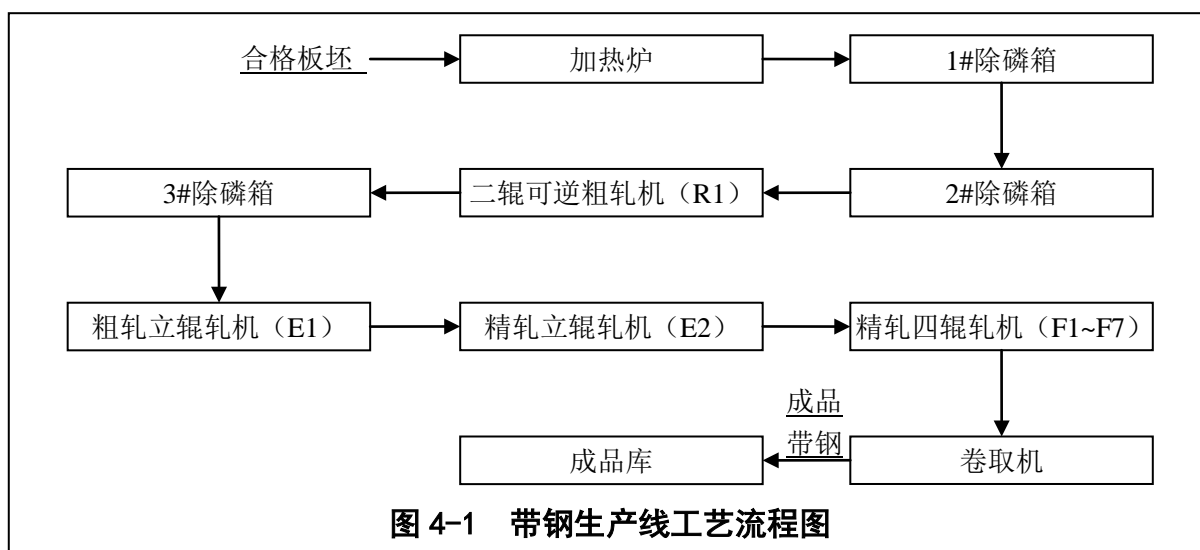 合格板坯
加热炉
1#除磷箱
3#除磷箱
二辊可逆粗轧机（R1）
2#除磷箱
粗轧立辊轧机（E1）
精轧立辊轧机（E2）
精轧四辊轧机（F1~F7）
成品
带钢
成品库
卷取机
图 4-1 带钢生产线工艺流程图